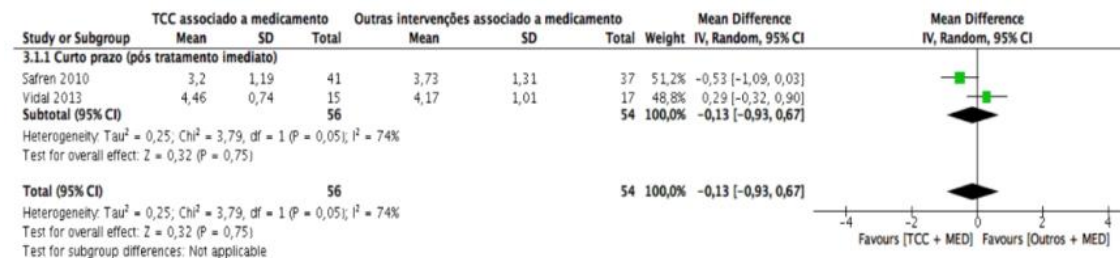 TCC associado a medicamento Outras intervenções associado a medicamento Mean Difference Mean Difference
Study or Subgroup Mean SD Total Mean SD Total Weight IV, Random, 95% CI IV, Random, 95% CI
3.1.1 Curto prazo (pós tratamento imediato)
Safren 2010 3,2 1,19 41 3,73 1,31 37 51,2% -0,53 [-1,09, 0,03]
Vidal 2013 4,46 0,74 15 4,17 1,01 17 48,8% 0,29 [-0,32, 0,90]
Subtotal (95% CI) 56 54 100,0% -0,13 [-0,93, 0,67]
Heterogeneity: Tau² = 0,25; Chi² = 3,79, df = 1 (P = 0,05); I² = 74%
Test for overall effect: Z = 0,32 (P = 0,75)
Total (95% CI) 56 54 100,0% -0,13 [-0,93, 0,67]
Heterogeneity: Tau² = 0,25; Chi² = 3,79, df = 1 (P = 0,05); I² = 74%
Test for overall effect: Z = 0,32 (P = 0,75)
Test for subgroup differences: Not applicable
-4 -2 0 2 4
Favours [TCC + MED] Favours [Outros + MED]